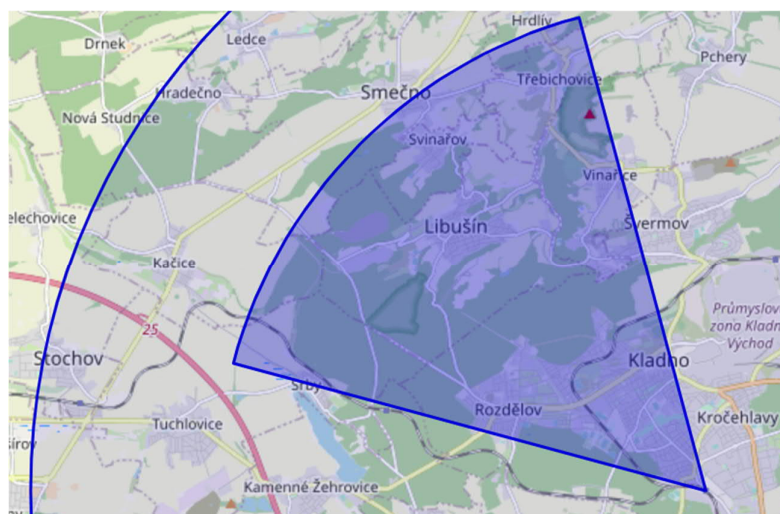 Hrdlív
Drnek
Ledce
Pchery
Třebichovice
Hradečno
Smečno
Nová Studnice
Svinařov
Vinařice
elechovice
Libušín
Švermov
Kačice
Průmyslov
zona Kladn
Východ
25
Stochov
Kladno
Srby
Rozdělov
Kročehlavy
Tuchlovice
šírov
Kamenné Žehrovice